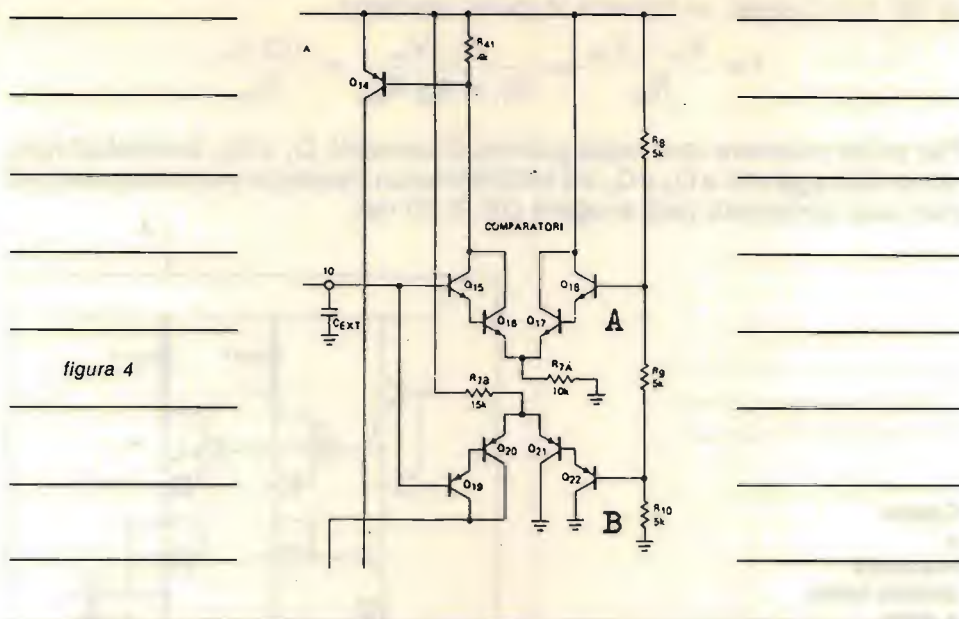 A
R41
4k
Q14
R8
5k
COMPARATORI
10
Q15
Q18
A
CEXT
Q16
Q17
figura 4
R7B
15k
R7A
10k
R9
5k
Q20
Q21
Q19
Q22
B
R10
5k